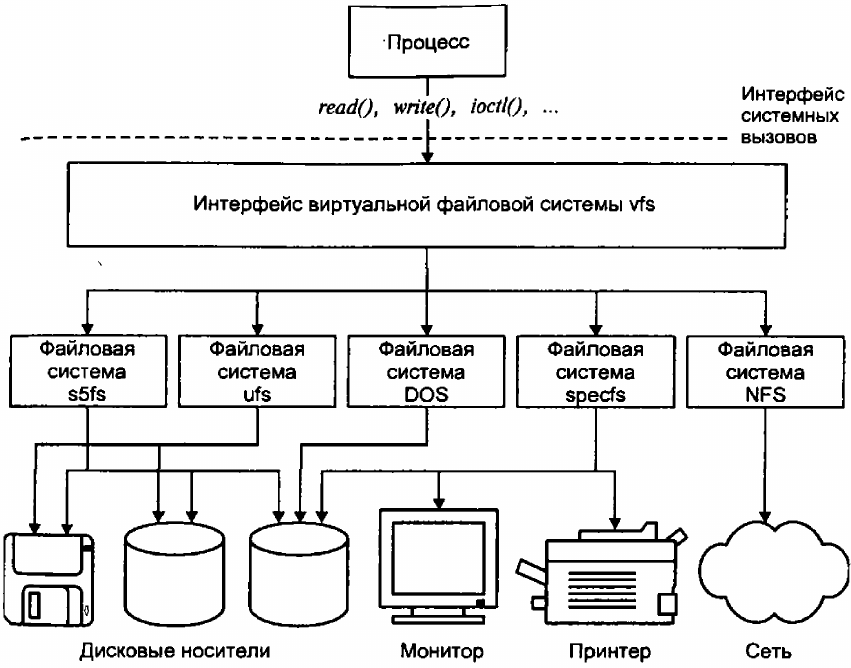 Процесс
read(), write(), ioctl(), ...
Интерфейс
системных
вызовов
Интерфейс виртуальной файловой системы vfs
Файловая
система
s5fs
Файловая
система
ufs
Файловая
система
DOS
Файловая
система
specfs
Файловая
система
NFS
Дисковые носители
Монитор
Принтер
Сеть